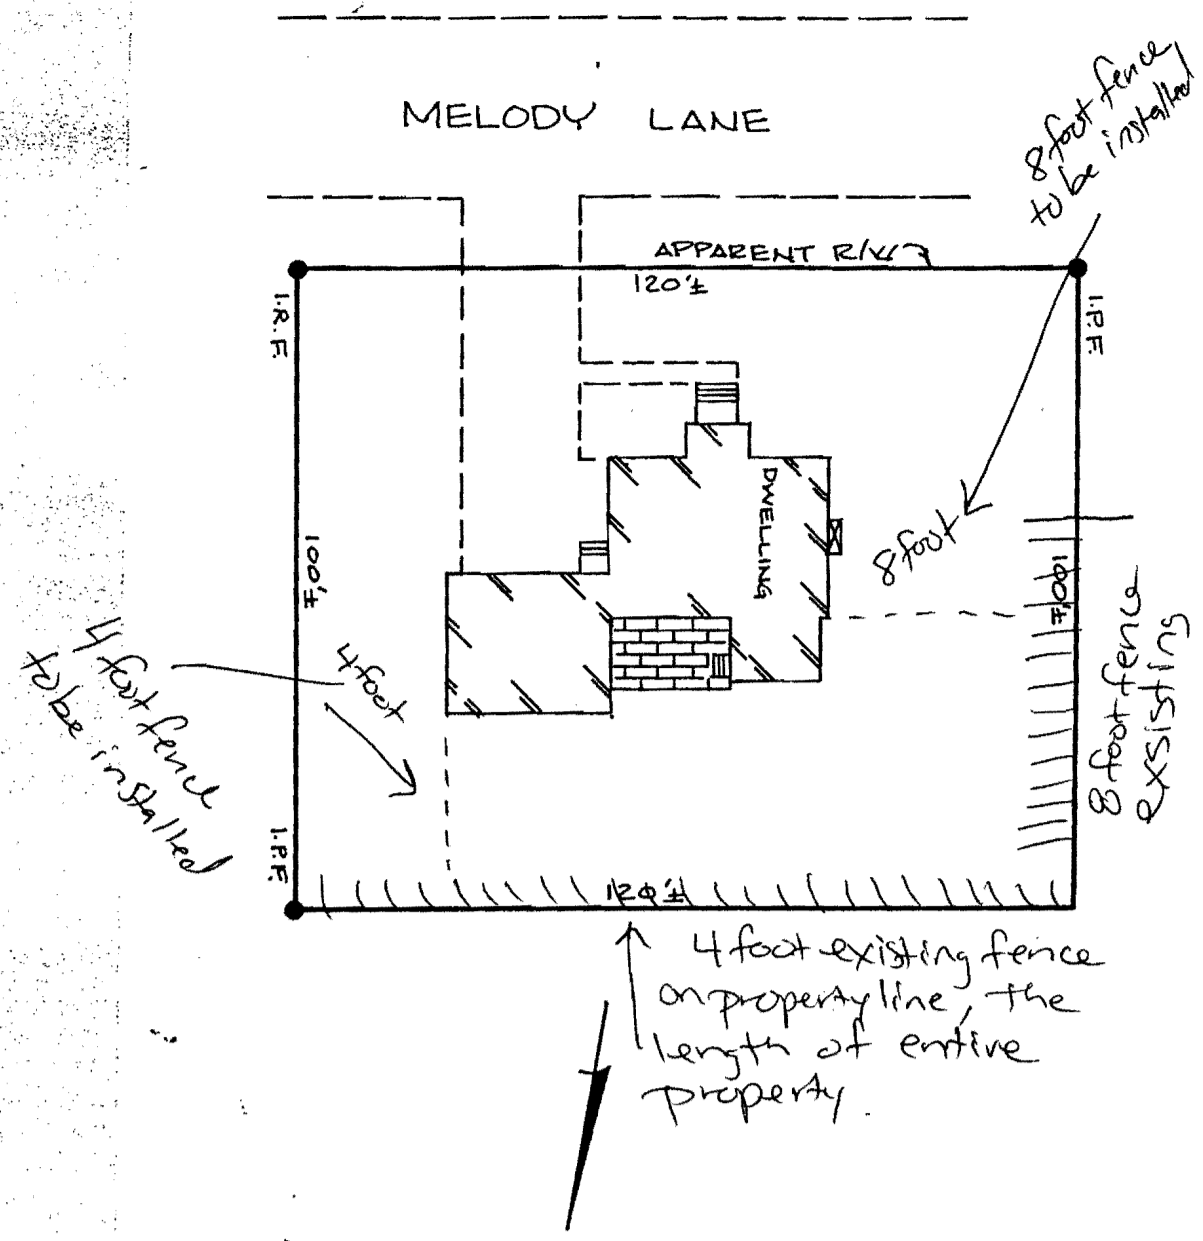 MELODY LANE
8 foot fence
to be installed
APPARENT R/W
120'±
I.R.F.
I.P.F.
DWELLING
8 foot
100'±
100'±
8 foot fence
exsisting
4 foot
4 foot fence
to be installed
I.P.F.
120'±
4 foot existing fence
on property line, the
length of entire
property.